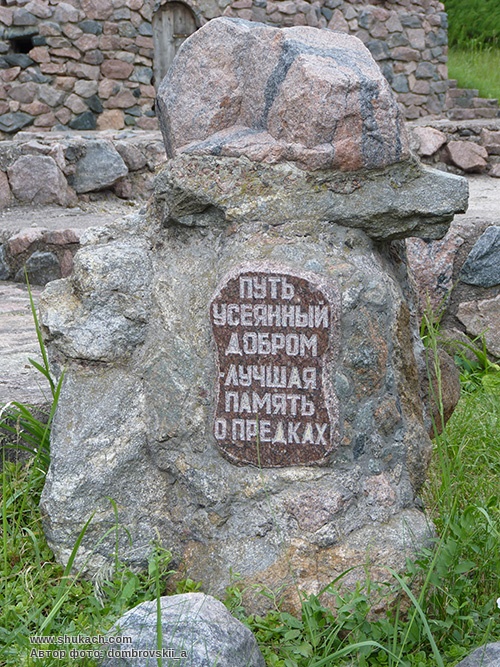 ПУТЬ,
УСЕЯННЫЙ
ДОБРОМ
-ЛУЧШАЯ
ПАМЯТЬ
О ПРЕДКАХ
www.shukach.com
Автор фото: dombrovskii_a